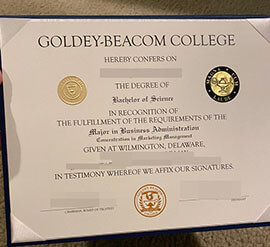 GOLDEY-BEACOM COLLEGE
HEREBY CONFERS ON
THE DEGREE OF
Bachelor of Science
IN RECOGNITION OF
THE FULFILLMENT OF THE REQUIREMENTS OF THE
Major in Business Administration
Concentration in Marketing Management
GIVEN AT WILMINGTON, DELAWARE,
IN TESTIMONY WHEREOF WE AFFIX OUR SIGNATURES.